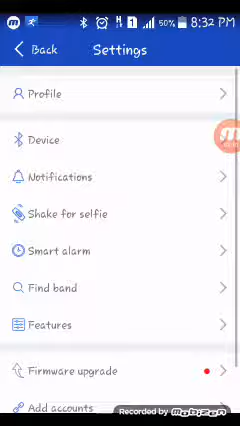 50% 8:32 PM
Back Settings
Profile
Device
Notifications
Shake for selfie
Smart alarm
Find band
Features
Firmware upgrade
Add accounts
Recorded by Mobizen